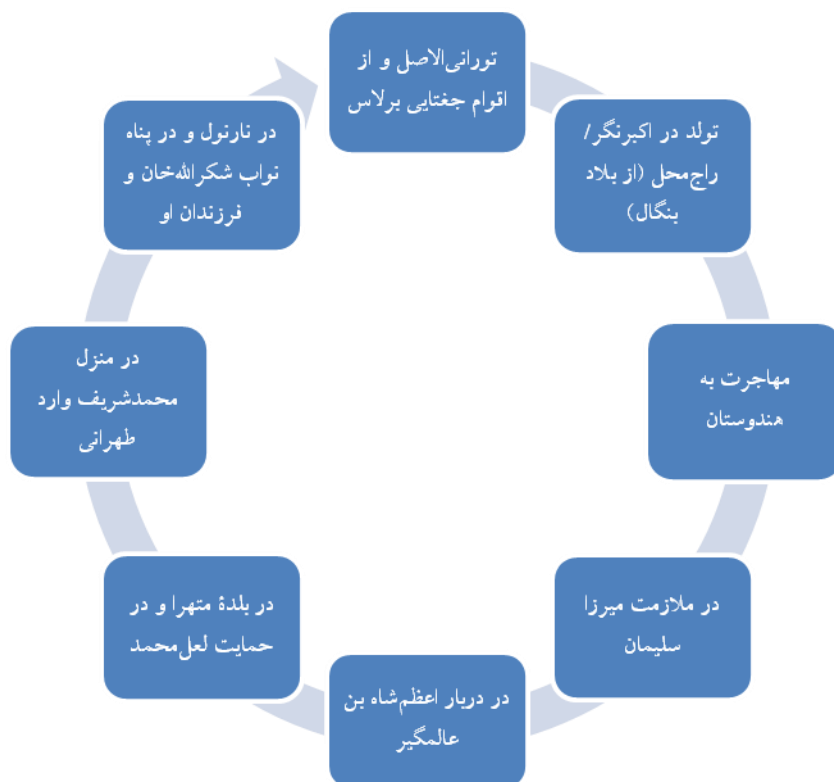 تورانی‌الاصل و از
اقوام جغتایی برلاس
تولد در اکبرنگر/
راج‌محل (از بلاد
بنگال)
مهاجرت به
هندوستان
در ملازمت میرزا
سلیمان
در دربار اعظم‌شاه بن
عالمگیر
در بلدهٔ متهرا و در
حمایت لعل‌محمد
در منزل
محمدشریف وارد
طهرانی
در نارنول و در پناه
نواب شکرالله‌خان و
فرزندان او